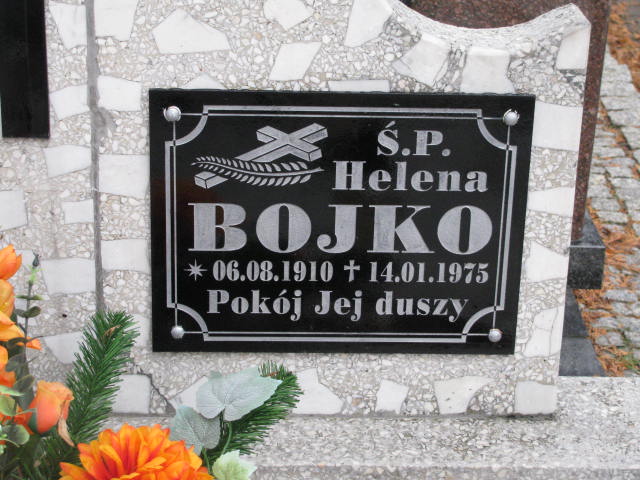 Ś.P.
Helena
BOJKO
* 06.08.1910 ✝ 14.01.1975
Pokój Jej duszy